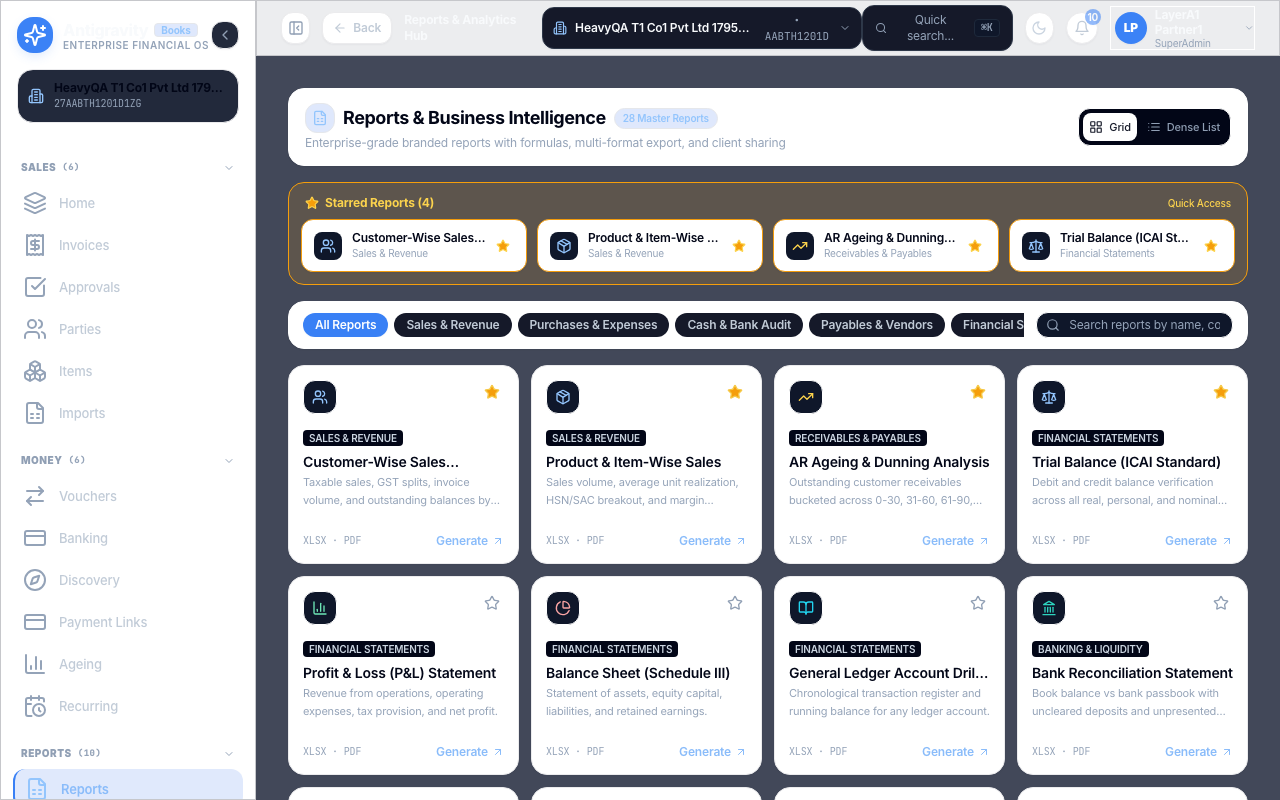 Antigravity Books
ENTERPRISE FINANCIAL OS
HeavyQA T1 Co1 Pvt Ltd 179...
27AABTH1201D1ZG
SALES (6)
Home
Invoices
Approvals
Parties
Items
Imports
MONEY (6)
Vouchers
Banking
Discovery
Payment Links
Ageing
Recurring
REPORTS (10)
Reports
Back
Reports & Analytics
Hub
HeavyQA T1 Co1 Pvt Ltd 1795...
AABTH1201D
Quick
search...
⌘K
10
LP
LayerA1
Partner1
SuperAdmin
Reports & Business Intelligence
28 Master Reports
Enterprise-grade branded reports with formulas, multi-format export, and client sharing
Grid
Dense List
Starred Reports (4)
Quick Access
Customer-Wise Sales...
Sales & Revenue
Product & Item-Wise ...
Sales & Revenue
AR Ageing & Dunning...
Receivables & Payables
Trial Balance (ICAI St...
Financial Statements
All Reports
Sales & Revenue
Purchases & Expenses
Cash & Bank Audit
Payables & Vendors
Financial S
Search reports by name, co
SALES & REVENUE
Customer-Wise Sales...
Taxable sales, GST splits, invoice
volume, and outstanding balances by...
XLSX · PDF
Generate
SALES & REVENUE
Product & Item-Wise Sales
Sales volume, average unit realization,
HSN/SAC breakout, and margin...
XLSX · PDF
Generate
RECEIVABLES & PAYABLES
AR Ageing & Dunning Analysis
Outstanding customer receivables
bucketed across 0-30, 31-60, 61-90,...
XLSX · PDF
Generate
FINANCIAL STATEMENTS
Trial Balance (ICAI Standard)
Debit and credit balance verification
across all real, personal, and nominal...
XLSX · PDF
Generate
FINANCIAL STATEMENTS
Profit & Loss (P&L) Statement
Revenue from operations, operating
expenses, tax provision, and net profit.
XLSX · PDF
Generate
FINANCIAL STATEMENTS
Balance Sheet (Schedule III)
Statement of assets, equity capital,
liabilities, and retained earnings.
XLSX · PDF
Generate
FINANCIAL STATEMENTS
General Ledger Account Dril...
Chronological transaction register and
running balance for any ledger account.
XLSX · PDF
Generate
BANKING & LIQUIDITY
Bank Reconciliation Statement
Book balance vs bank passbook with
uncleared deposits and unpresented...
XLSX · PDF
Generate